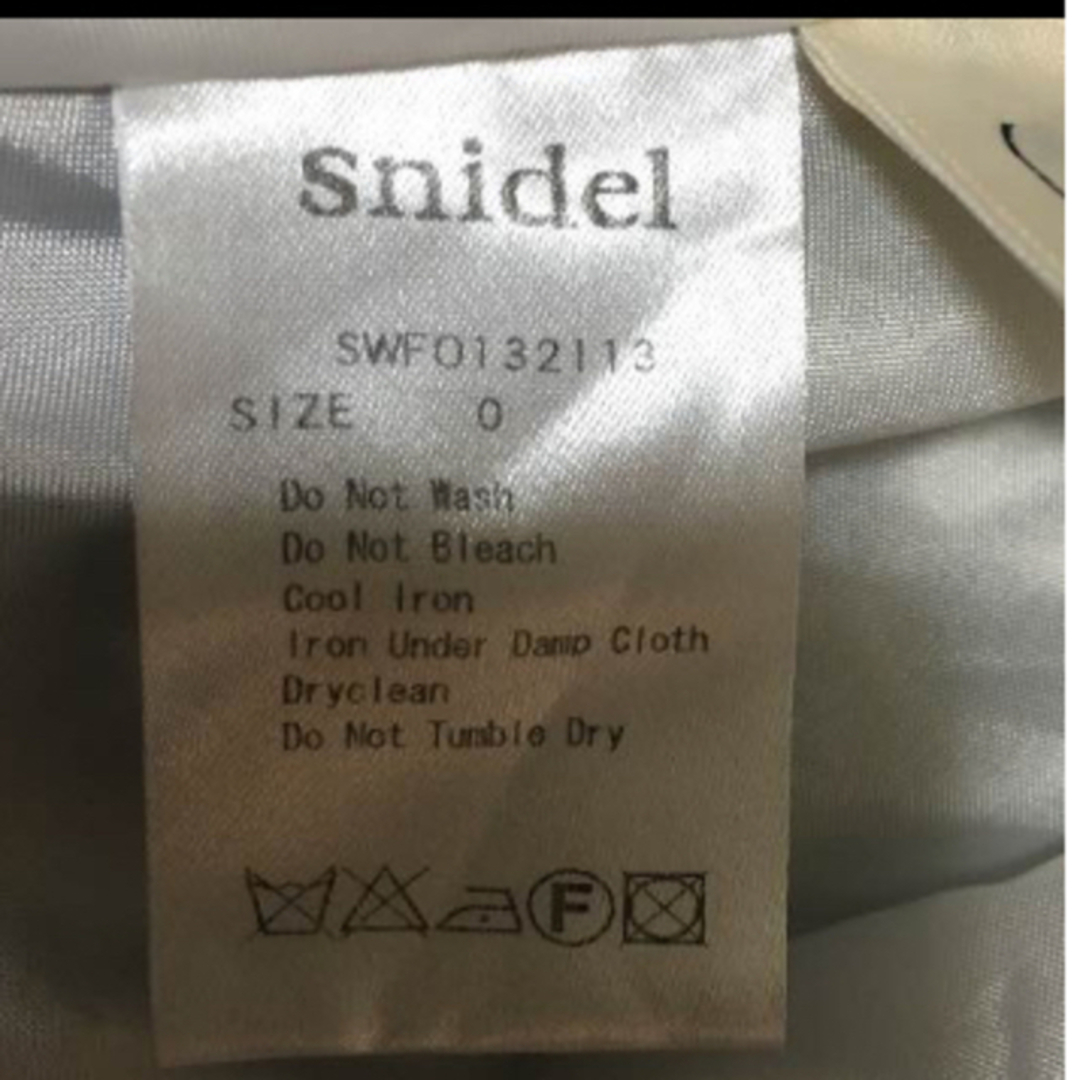 snidel
SWFO132113
SIZE 0
Do Not Wash
Do Not Bleach
Cool Iron
Iron Under Damp Cloth
Dryclean
Do Not Tumble Dry
F